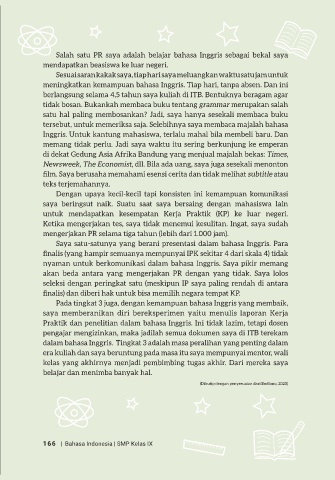 Salah satu PR saya adalah belajar bahasa Inggris sebagai bekal saya
mendapatkan beasiswa ke luar negeri.
Sesuai saran kakak saya, tiap hari saya meluangkan waktu satu jam untuk
meningkatkan kemampuan bahasa Inggris. Tiap hari, tanpa absen. Dan ini
berlangsung selama 4,5 tahun saya kuliah di ITB. Bentuknya beragam agar
tidak bosan. Bukankah membaca buku tentang grammar merupakan salah
satu hal paling membosankan? Jadi, saya hanya sesekali membaca buku
tersebut, untuk memeriksa saja. Selebihnya saya membaca majalah bahasa
Inggris. Untuk kantung mahasiswa, terlalu mahal bila membeli baru. Dan
memang tidak perlu. Jadi saya waktu itu sering berkunjung ke emperan
di dekat Gedung Asia Afrika Bandung yang menjual majalah bekas: Times,
Newsweek, The Economist, dll. Bila ada uang, saya juga sesekali menonton
film. Saya berusaha memahami esensi cerita dan tidak melihat subtitle atau
teks terjemahannya.
Dengan upaya kecil-kecil tapi konsisten ini kemampuan komunikasi
saya beringsut naik. Suatu saat saya bersaing dengan mahasiswa lain
untuk mendapatkan kesempatan Kerja Praktik (KP) ke luar negeri.
Ketika mengerjakan tes, saya tidak menemui kesulitan. Ingat, saya sudah
mengerjakan PR selama tiga tahun (lebih dari 1.000 jam).
Saya satu-satunya yang berani presentasi dalam bahasa Inggris. Para
finalis (yang hampir semuanya mempunyai IPK sekitar 4 dari skala 4) tidak
nyaman untuk berkomunikasi dalam bahasa Inggris. Saya pikir memang
akan beda antara yang mengerjakan PR dengan yang tidak. Saya lolos
seleksi dengan peringkat satu (meskipun IP saya paling rendah di antara
finalis) dan diberi hak untuk bisa memilih negara tempat KP.
Pada tingkat 3 juga, dengan kemampuan bahasa Inggris yang membaik,
saya memberanikan diri bereksperimen yaitu menulis laporan Kerja
Praktik dan penelitian dalam bahasa Inggris. Ini tidak lazim, tetapi dosen
pengajar mengizinkan, maka jadilah semua dokumen saya di ITB terekam
dalam bahasa Inggris. Tingkat 3 adalah masa peralihan yang penting dalam
era kuliah dan saya beruntung pada masa itu saya mempunyai mentor, wali
kelas yang akhirnya menjadi pembimbing tugas akhir. Dari mereka saya
belajar dan menimba banyak hal.
(Dikutip dengan penyesuaian dari
166 | Bahasa Indonesia | SMP Kelas IX